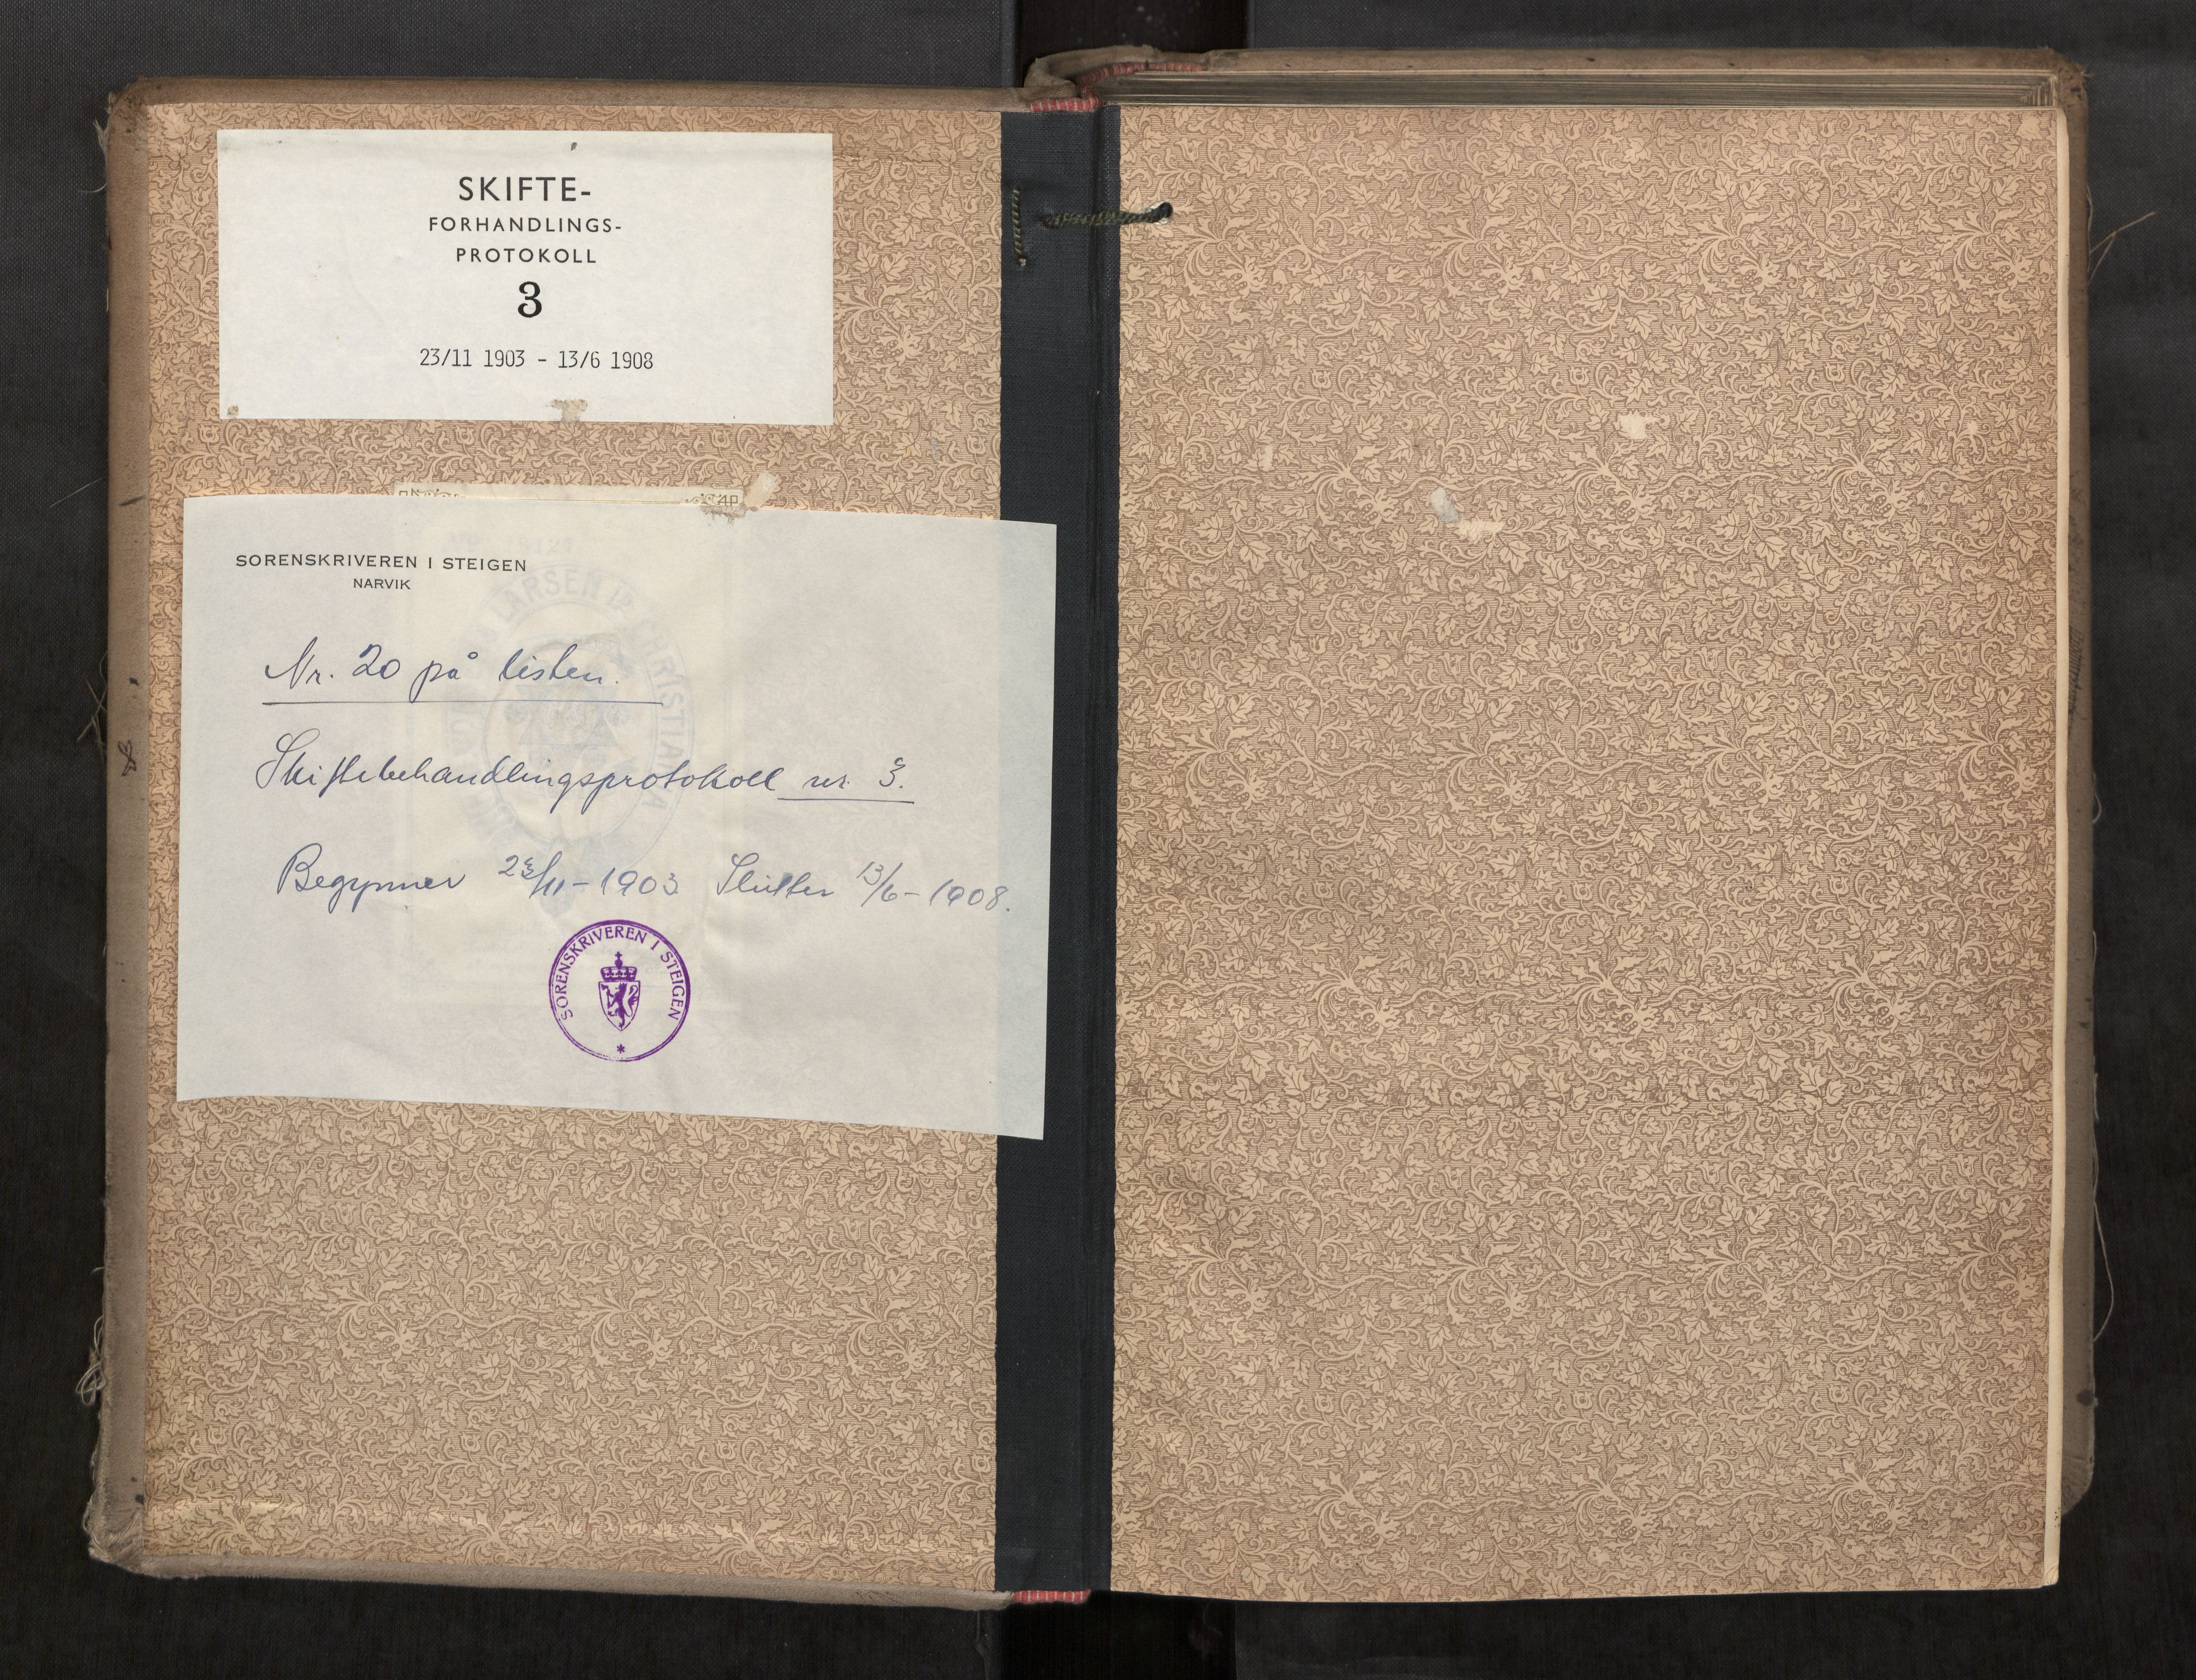 SKIFTE-
FORHANDLINGS-
PROTOKOLL
3
23/11 1903 - 13/6 1908
SORENSKRIVEREN I STEIGEN
NARVIK
Nr. 20 på listen.
Skiftebehandlingsprotokoll nr. 3.
Begynner 23/11-1903 Slutter 13/6-1908.
SORENSKRIVEREN I STEIGEN